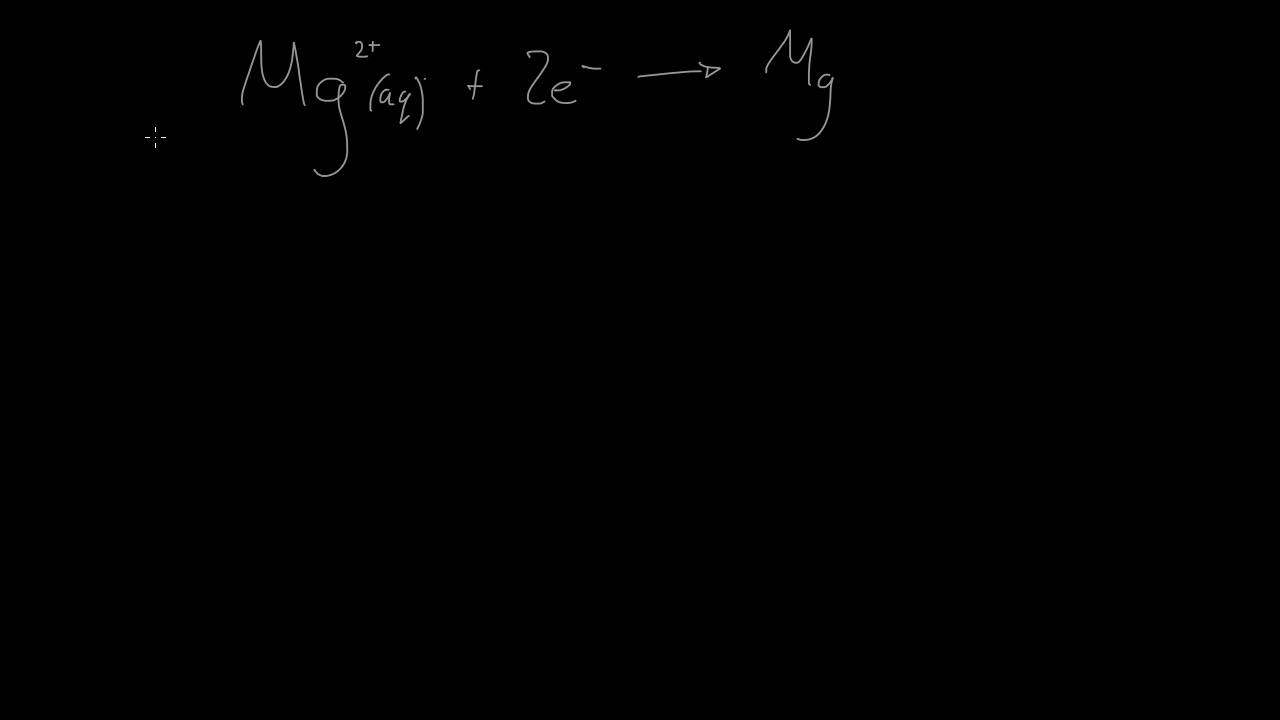 Mg²⁺(aq) + 2e⁻ → Mg